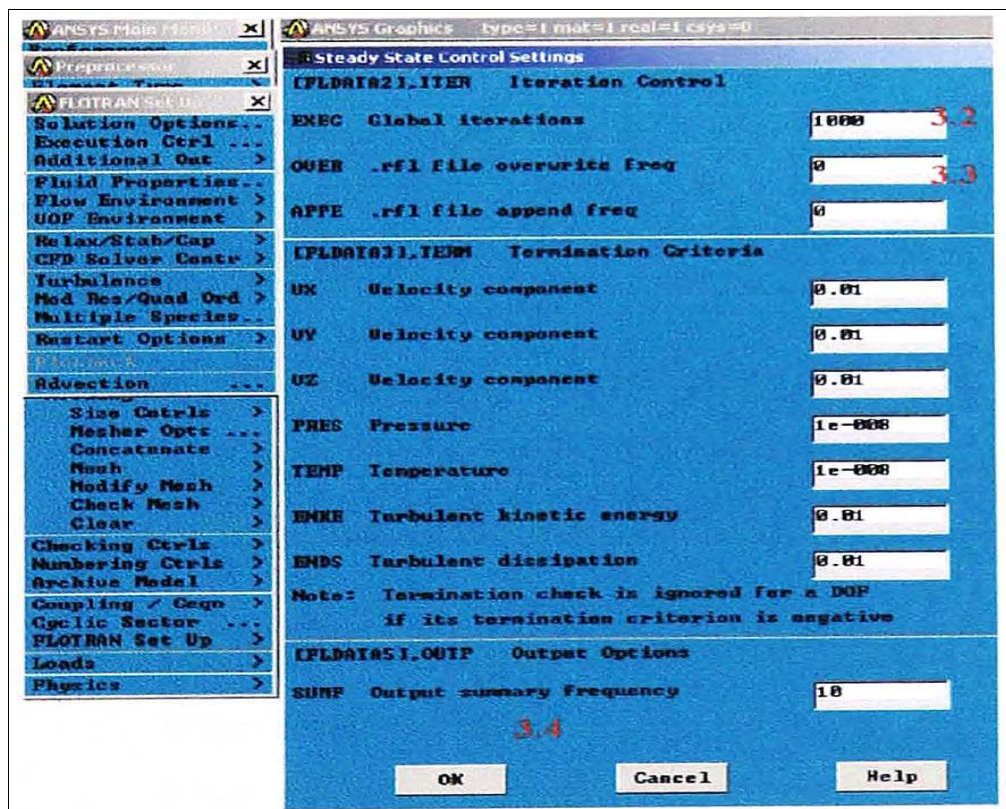 ANSYS Main Menu
Preprocessor
FLOTRAN Set Up
Solution Options..
Execution Ctrl ...
Additional Out >
Fluid Properties..
Flow Environment >
VOF Environment >
Relax/Stab/Cap >
CFD Solver Contr >
Turbulence >
Mod Res/Quad Ord >
Multiple Species..
Restart Options >
Advection ...
Size Cntrls >
Mesher Opts ...
Concatenate >
Mesh >
Modify Mesh >
Check Mesh >
Clear >
Checking Ctrls >
Numbering Ctrls >
Archive Model >
Coupling / Ceqn >
Cyclic Sector ...
FLOTRAN Set Up >
Loads >
Physics >
ANSYS Graphics type=1 mat=1 real=1 csys=0
Steady State Control Settings
[FLDATA2],ITER Iteration Control
EXEC Global iterations 1000 3.2
OVER .rfl file overwrite freq 0 3.3
APPE .rfl file append freq 0
[FLDATA3],TERM Termination Criteria
VX Velocity component 0.01
VY Velocity component 0.01
VZ Velocity component 0.01
PRES Pressure 1e-008
TEMP Temperature 1e-008
ENKE Turbulent kinetic energy 0.01
ENDS Turbulent dissipation 0.01
Note: Termination check is ignored for a DOF
if its termination criterion is negative
[FLDATA5],OUTP Output Options
SUMF Output summary frequency 10
3.4
OK Cancel Help